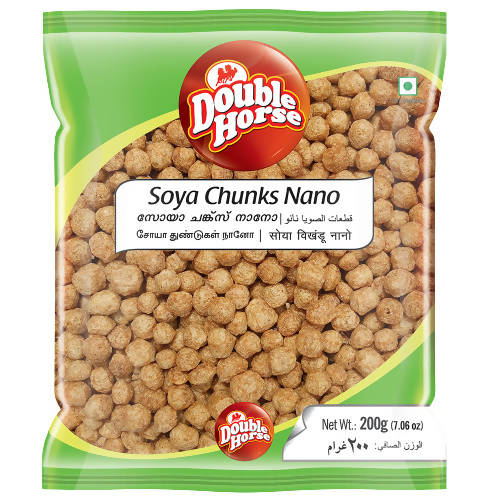 Double
Horse
Soya Chunks Nano
സോയാ ചങ്ക്സ് നാനോ | قطعات الصويا نانو
சோயா துண்டுகள் நானோ | सोया विखंडू नानो
Net Wt.: 200g (7.06 oz)
الوزن الصافي: ٢٠٠ غرام
Double
Horse